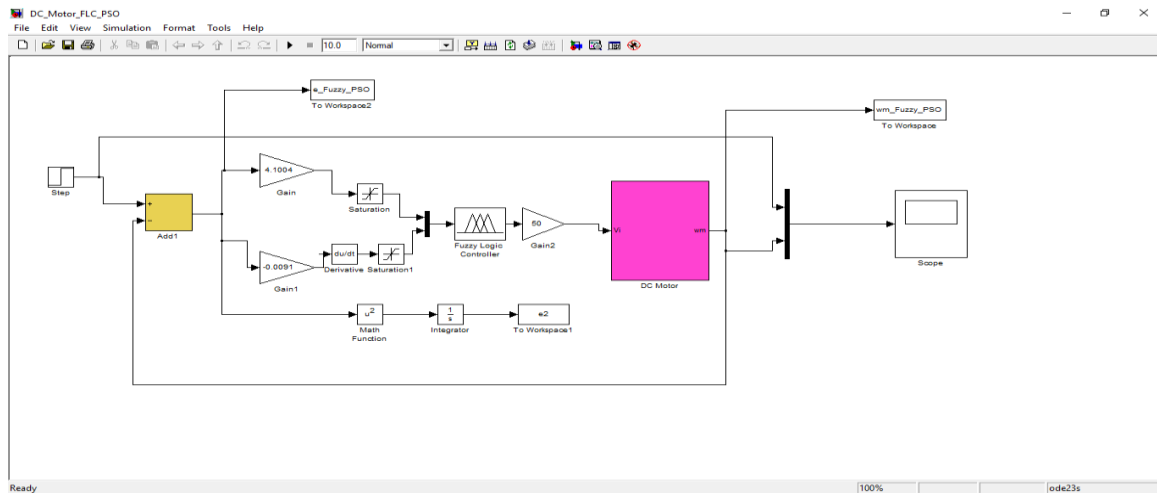 DC_Motor_FLC_PSO
File Edit View Simulation Format Tools Help
10.0 Normal
e_Fuzzy_PSO
To Workspace2
wm_Fuzzy_PSO
To Workspace
Step
4.1004
Gain
+
−
Add1
Saturation
Fuzzy Logic
Controller
50
Gain2
Vi wm
DC Motor
Scope
-0.0091
Gain1
du/dt
Derivative Saturation1
u²
Math
Function
1
s
Integrator
e2
To Workspace1
Ready 100% ode23s